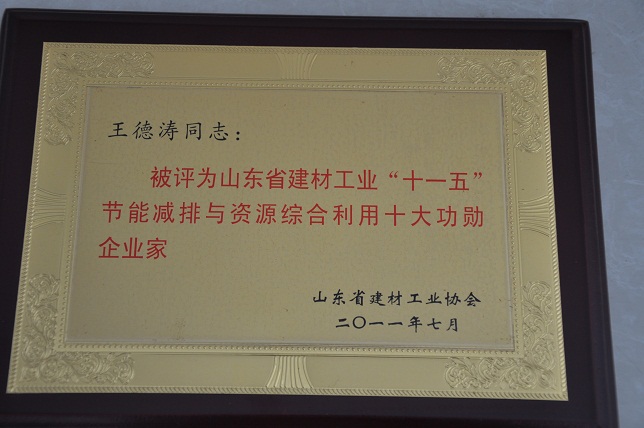 王德涛同志：
被评为山东省建材工业“十一五”
节能减排与资源综合利用十大功勋
企业家
山东省建材工业协会
二〇一一年七月